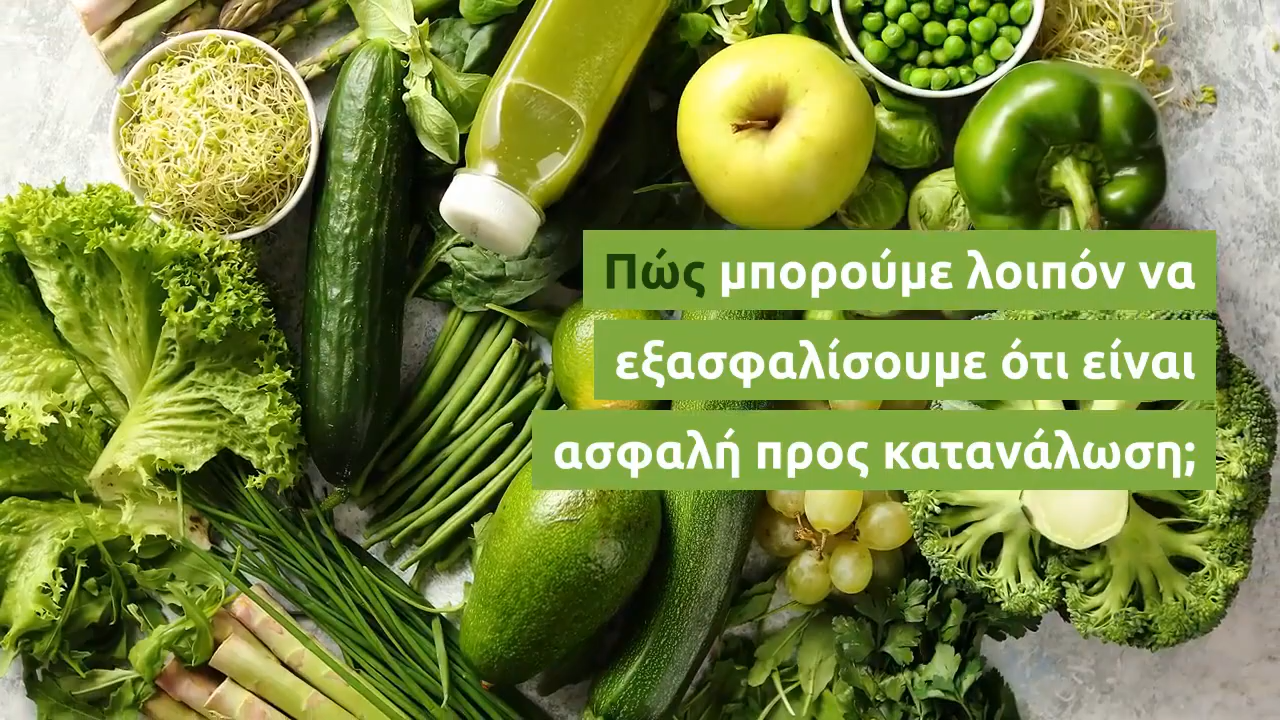 Πώς μπορούμε λοιπόν να
εξασφαλίσουμε ότι είναι
ασφαλή προς κατανάλωση;